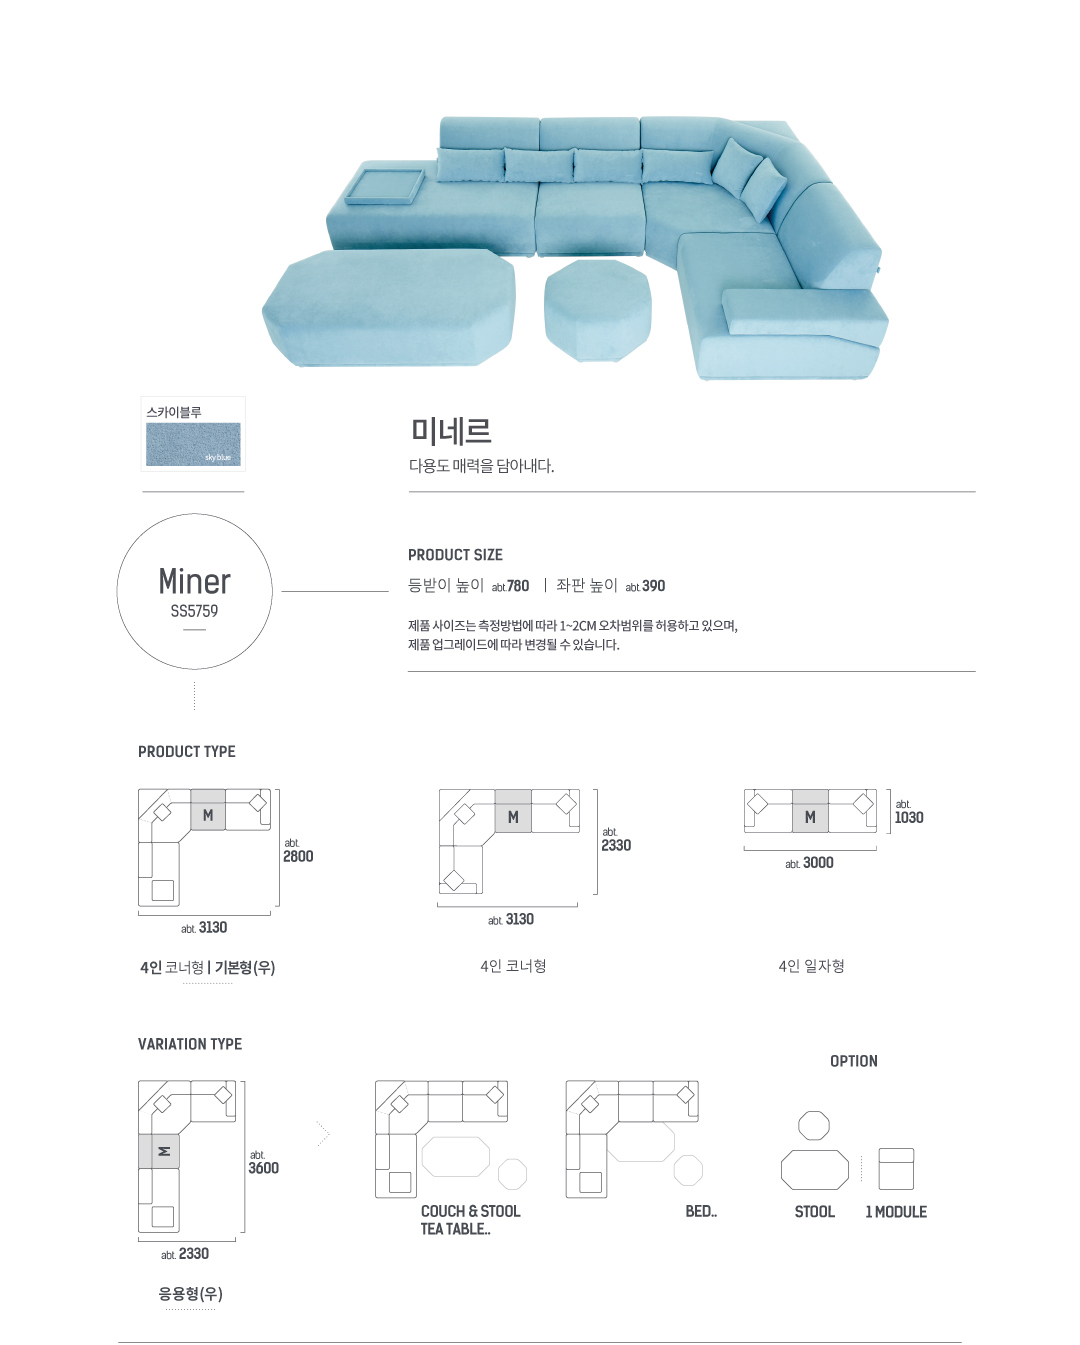 스카이블루
sky blue
미네르
다용도 매력을 담아내다.
Miner
SS5759
PRODUCT SIZE
등받이 높이 abt.780 | 좌판 높이 abt.390
제품 사이즈는 측정방법에 따라 1~2CM 오차범위를 허용하고 있으며,
제품 업그레이드에 따라 변경될 수 있습니다.
PRODUCT TYPE
M
abt.
2800
abt. 3130
4인 코너형 | 기본형(우)
M
abt.
2330
abt. 3130
4인 코너형
M
abt.
1030
abt. 3000
4인 일자형
VARIATION TYPE
M
abt.
3600
abt. 2330
응용형(우)
COUCH & STOOL
TEA TABLE..
BED..
OPTION
STOOL
1 MODULE